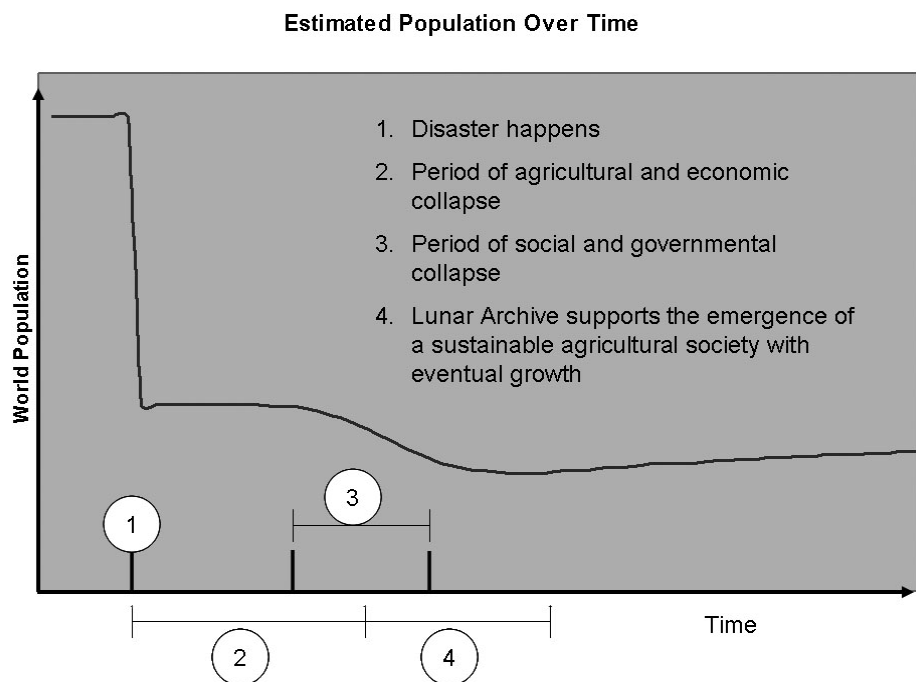 Estimated Population Over Time
1. Disaster happens
2. Period of agricultural and economic
collapse
3. Period of social and governmental
collapse
4. Lunar Archive supports the emergence of
a sustainable agricultural society with
eventual growth
World Population
3
1
Time
2
4